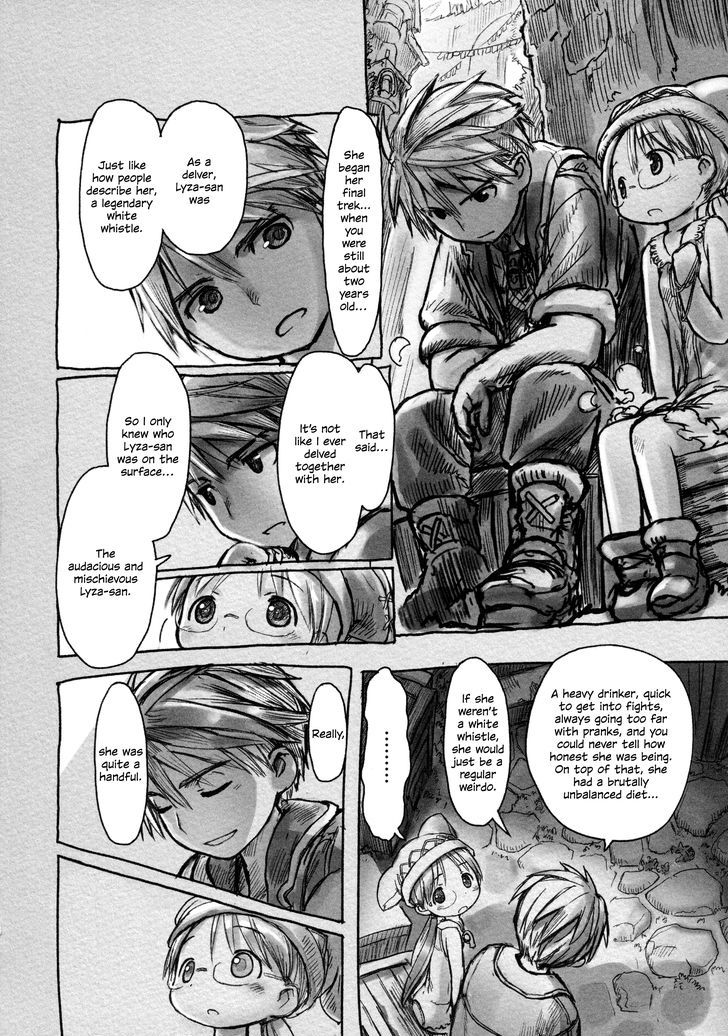 She
began
her
final
trek...
when
you
were
still
about
two
years
old...
As a
delver,
Lyza-san
was
Just like
how people
describe her,
a legendary
white
whistle.
That
said...
It's not
like I ever
delved
together
with her.
So I only
knew who
Lyza-san
was on the
surface...
The
audacious and
mischievous
Lyza-san.
A heavy drinker, quick
to get into fights,
always going too far
with pranks, and you
could never tell how
honest she was being.
On top of that, she
had a brutally
unbalanced diet...
If she
weren't
a white
whistle,
she would
just be a
regular
weirdo.
.........
Really,
she was
quite a
handful.